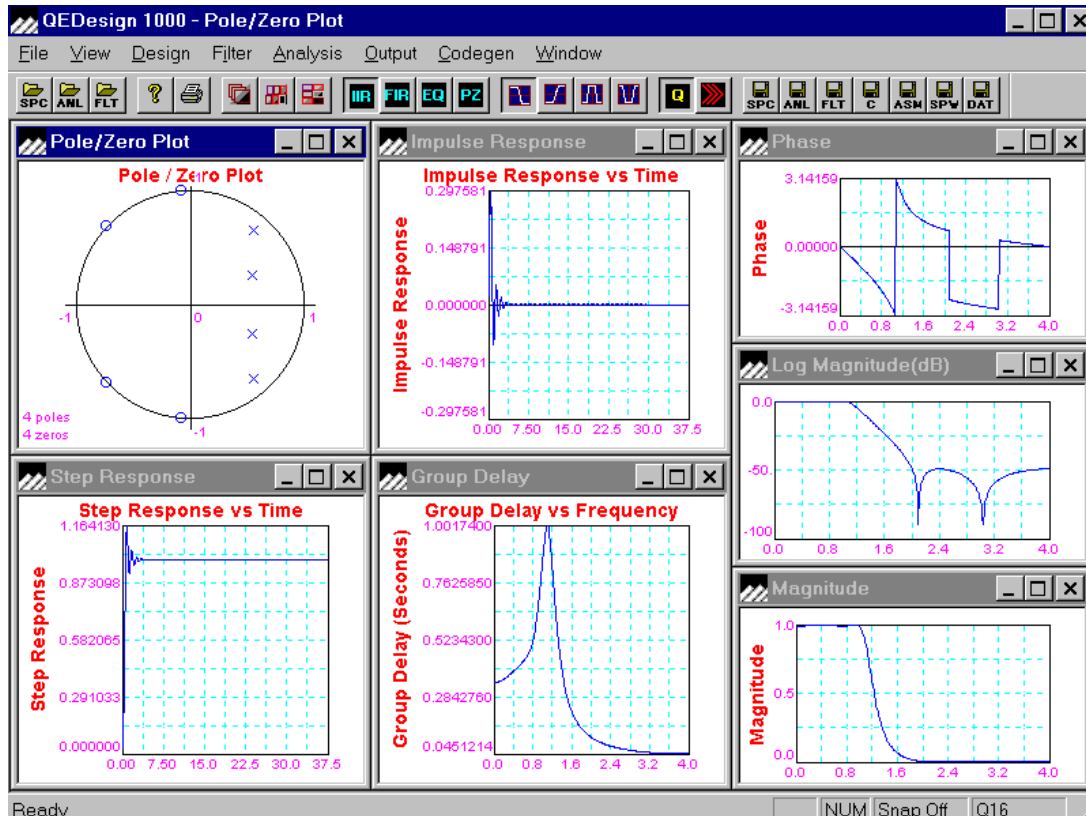 QEDesign 1000 - Pole/Zero Plot
File View Design Filter Analysis Output Codegen Window
SPC ANL FLT ? IIR FIR EQ PZ Q SPC ANL FLT C ASM SPW DAT
Pole/Zero Plot
Pole / Zero Plot
1
-1
0
1
-1
4 poles
4 zeros
Impulse Response
Impulse Response vs Time
Impulse Response
0.297581
0.148791
0.000000
-0.148791
-0.297581
0.00 7.50 15.0 22.5 30.0 37.5
Phase
Phase
3.14159
0.00000
-3.14159
0.0 0.8 1.6 2.4 3.2 4.0
Log Magnitude(dB)
0.0
-50.
-100
0.0 0.8 1.6 2.4 3.2 4.0
Step Response
Step Response vs Time
Step Response
1.164130
0.873098
0.582065
0.291033
0.000000
0.00 7.50 15.0 22.5 30.0 37.5
Group Delay
Group Delay vs Frequency
Group Delay (Seconds)
1.0017400
0.7625850
0.5234300
0.2842760
0.0451214
0.0 0.8 1.6 2.4 3.2 4.0
Magnitude
Magnitude
1.0
0.5
0.0
0.0 0.8 1.6 2.4 3.2 4.0
Ready NUM Snap Off Q16